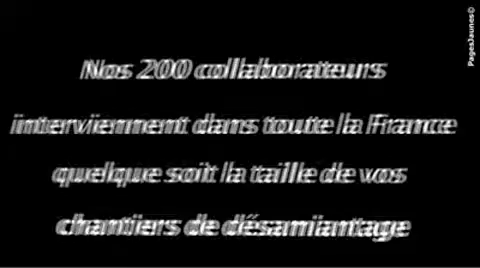 Nos 200 collaborateurs
interviennent dans toute la France
quelque soit la taille de vos
chantiers de désamiantage
PagesJaunes©